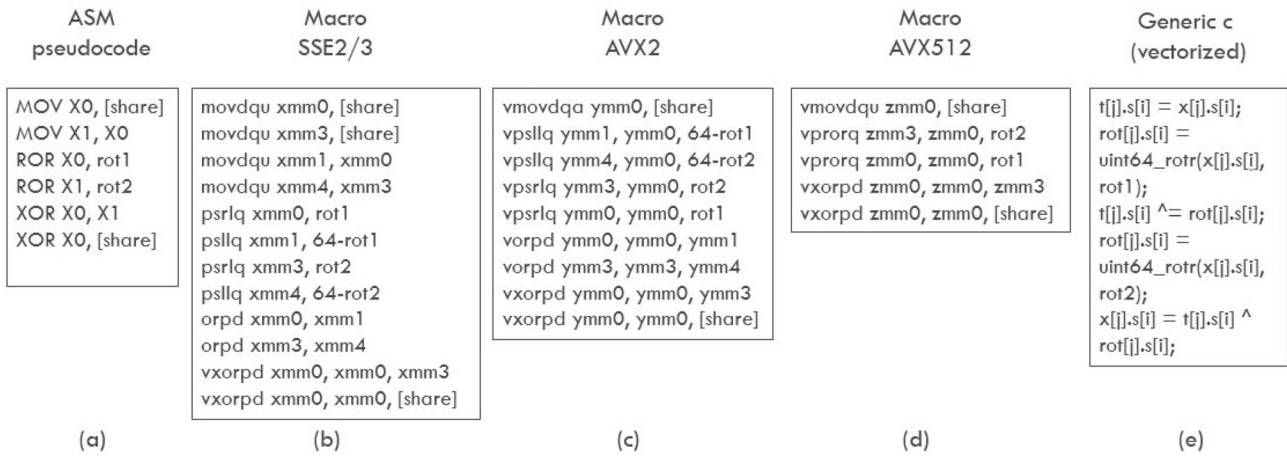 ASM
pseudocode
MOV X0, [share]
MOV X1, X0
ROR X0, rot1
ROR X1, rot2
XOR X0, X1
XOR X0, [share]
(a)
Macro
SSE2/3
movdqu xmm0, [share]
movdqu xmm3, [share]
movdqu xmm1, xmm0
movdqu xmm4, xmm3
psrlq xmm0, rot1
psllq xmm1, 64-rot1
psrlq xmm3, rot2
psllq xmm4, 64-rot2
orpd xmm0, xmm1
orpd xmm3, xmm4
vxorpd xmm0, xmm0, xmm3
vxorpd xmm0, xmm0, [share]
(b)
Macro
AVX2
vmovdqa ymm0, [share]
vpsllq ymm1, ymm0, 64-rot1
vpsllq ymm4, ymm0, 64-rot2
vpsrlq ymm3, ymm0, rot2
vpsrlq ymm0, ymm0, rot1
vorpd ymm0, ymm0, ymm1
vorpd ymm3, ymm3, ymm4
vxorpd ymm0, ymm0, ymm3
vxorpd ymm0, ymm0, [share]
(c)
Macro
AVX512
vmovdqu zmm0, [share]
vprorq zmm3, zmm0, rot2
vprorq zmm0, zmm0, rot1
vxorpd zmm0, zmm0, zmm3
vxorpd zmm0, zmm0, [share]
(d)
Generic c
(vectorized)
t[j].s[i] = x[j].s[i];
rot[j].s[i] =
uint64_rotr(x[j].s[i],
rot1);
t[j].s[i] ^= rot[j].s[i];
rot[j].s[i] =
uint64_rotr(x[j].s[i],
rot2);
x[j].s[i] = t[j].s[i] ^
rot[j].s[i];
(e)